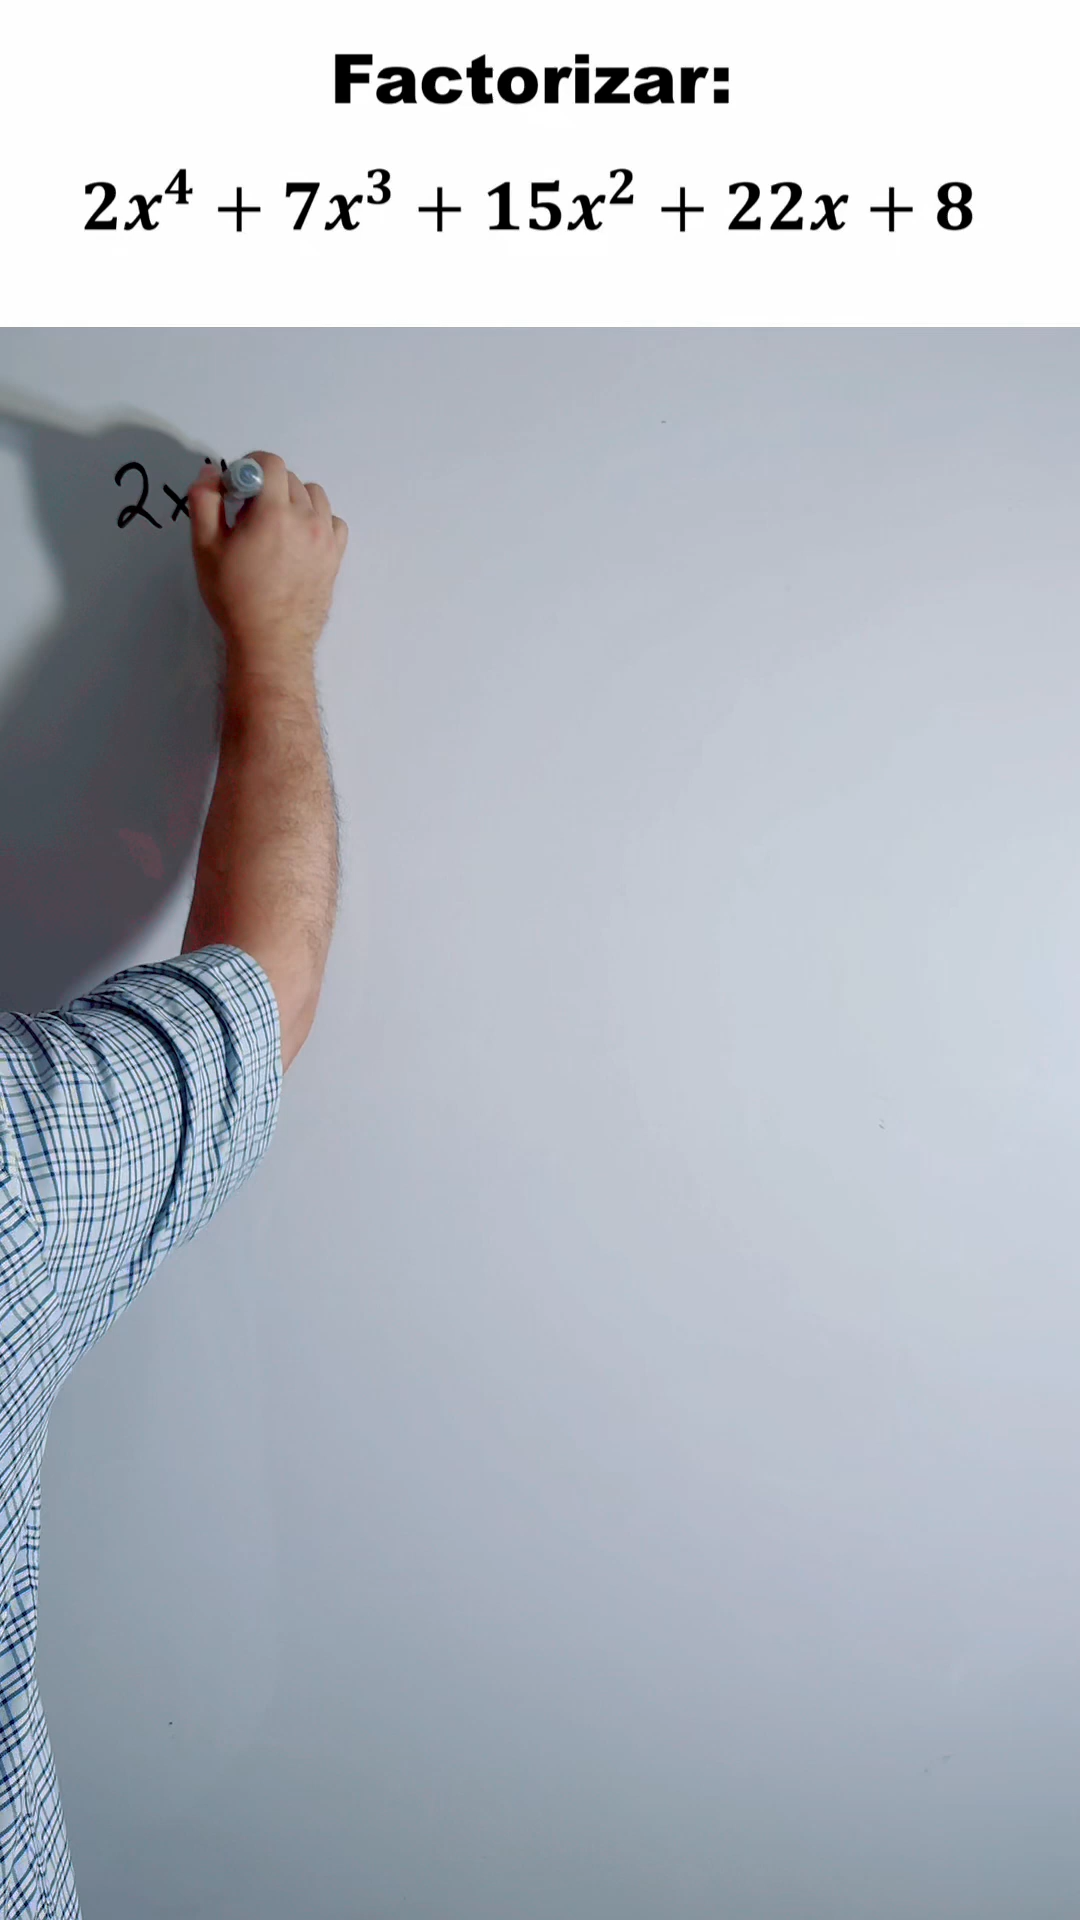 Factorizar:
2x⁴ + 7x³ + 15x² + 22x + 8
2x